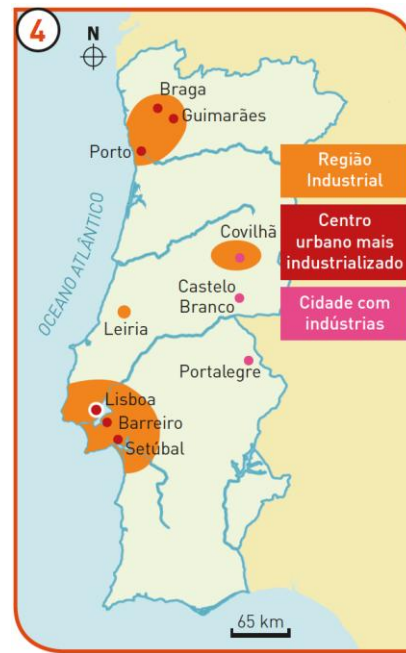 4
N
Braga
Guimarães
Porto
OCEANO ATLÂNTICO
Região
Industrial
Covilhã
Centro
urbano mais
industrializado
Castelo
Branco
Cidade com
indústrias
Leiria
Portalegre
Lisboa
Barreiro
Setúbal
65 km